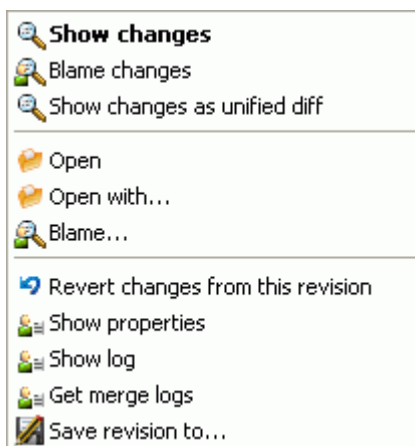 Show changes
Blame changes
Show changes as unified diff
Open
Open with...
Blame...
Revert changes from this revision
Show properties
Show log
Get merge logs
Save revision to...